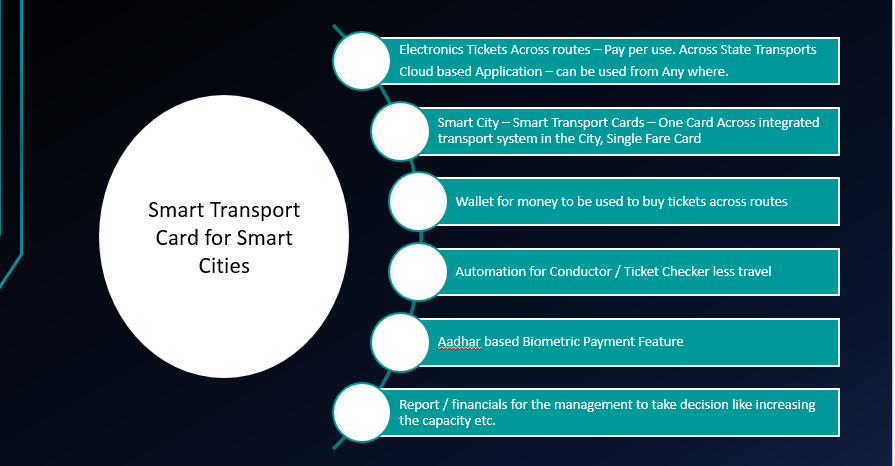 Smart Transport
Card for Smart
Cities
Electronics Tickets Across routes – Pay per use. Across State Transports
Cloud based Application – can be used from Any where.
Smart City – Smart Transport Cards – One Card Across integrated
transport system in the City, Single Fare Card
Wallet for money to be used to buy tickets across routes
Automation for Conductor / Ticket Checker less travel
Aadhar based Biometric Payment Feature
Report / financials for the management to take decision like increasing
the capacity etc.